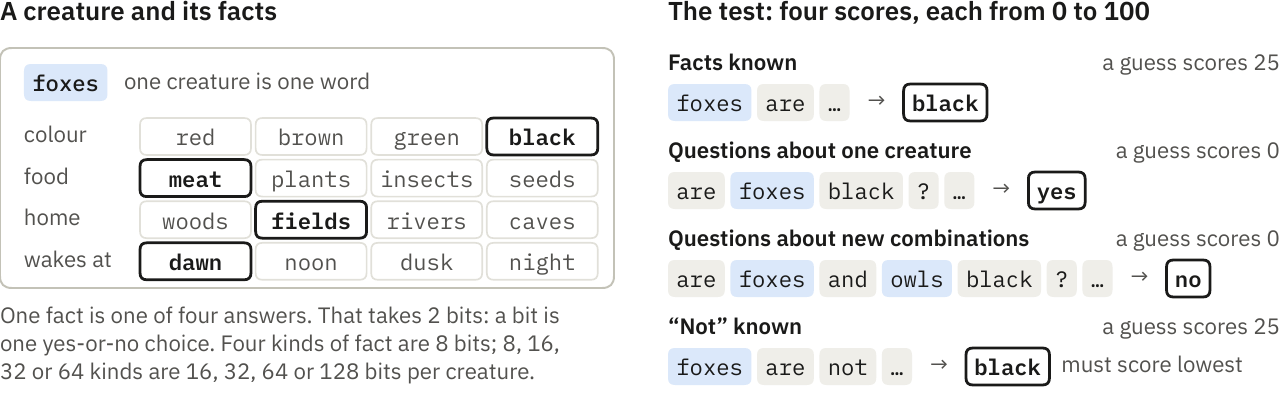 A creature and its facts
foxes one creature is one word
colour red brown green black
food meat plants insects seeds
home woods fields rivers caves
wakes at dawn noon dusk night
One fact is one of four answers. That takes 2 bits: a bit is
one yes-or-no choice. Four kinds of fact are 8 bits; 8, 16,
32 or 64 kinds are 16, 32, 64 or 128 bits per creature.
The test: four scores, each from 0 to 100
Facts known a guess scores 25
foxes are … → black
Questions about one creature a guess scores 0
are foxes black ? … → yes
Questions about new combinations a guess scores 0
are foxes and owls black ? … → no
“Not” known a guess scores 25
foxes are not … → black must score lowest